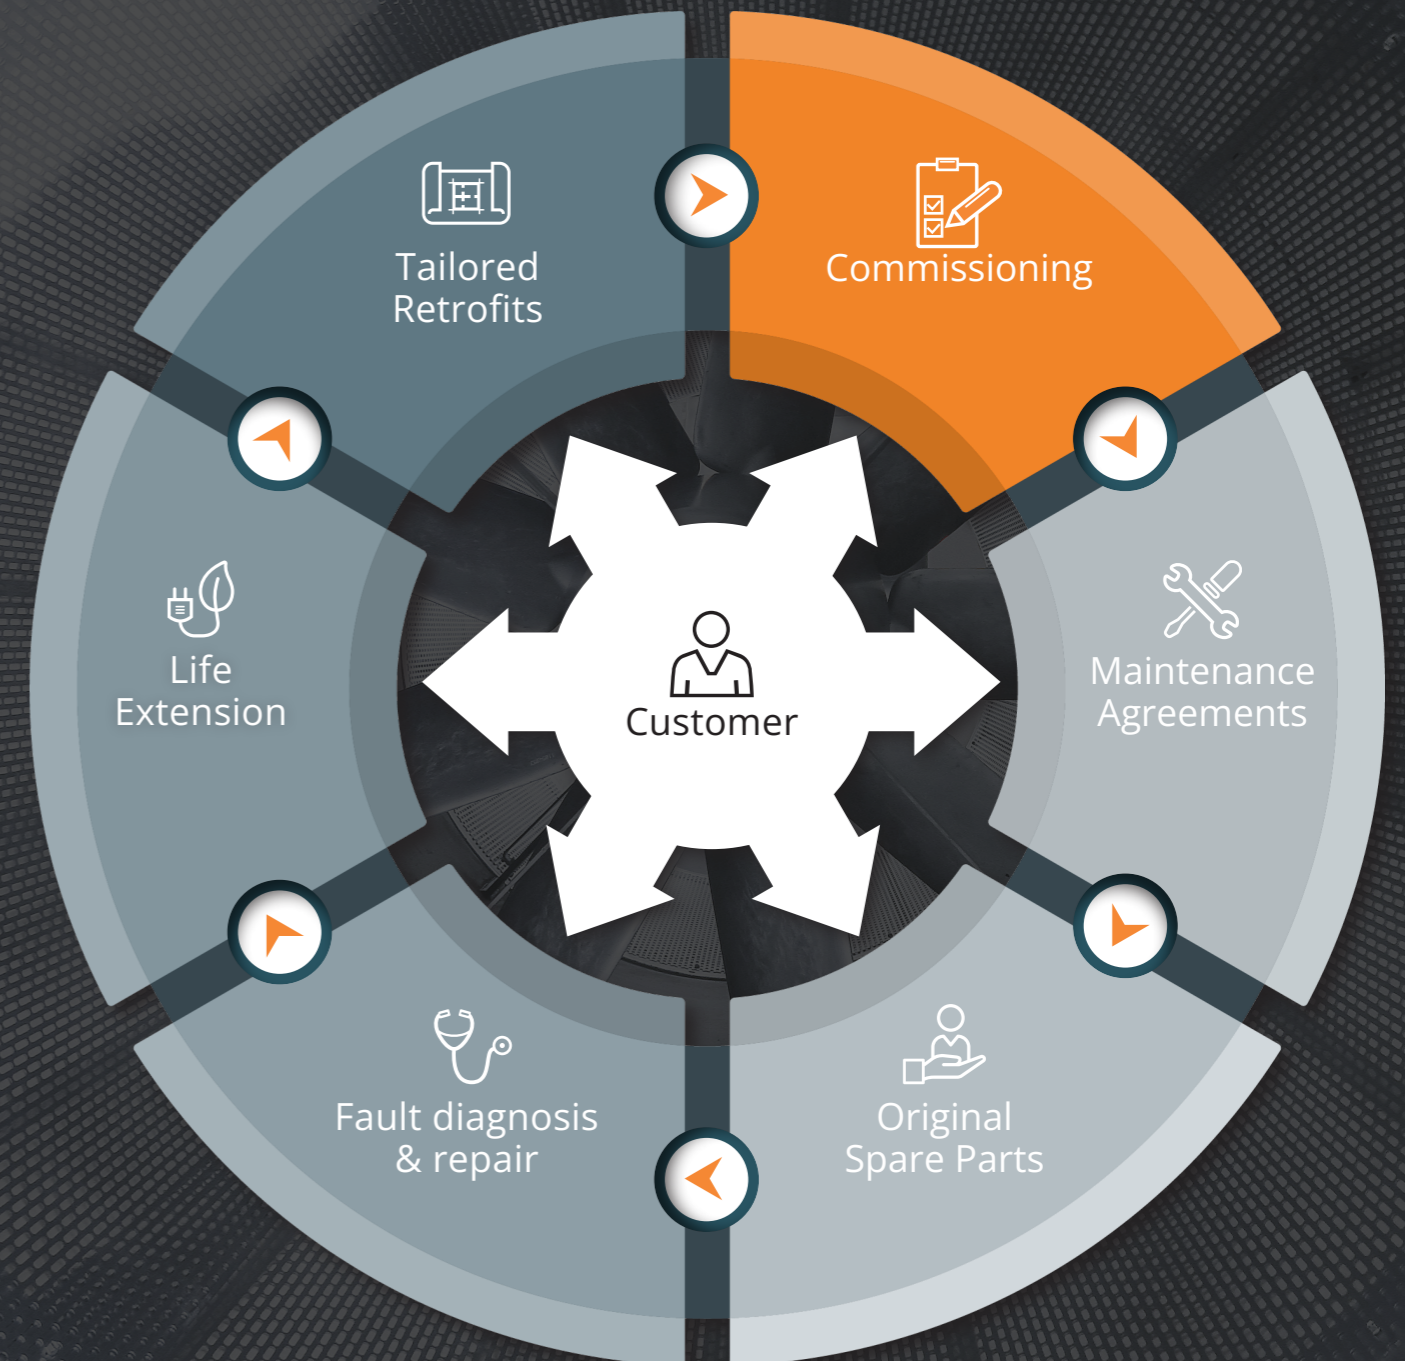 Tailored
Retrofits
Commissioning
Life
Extension
Customer
Maintenance
Agreements
Fault diagnosis
& repair
Original
Spare Parts